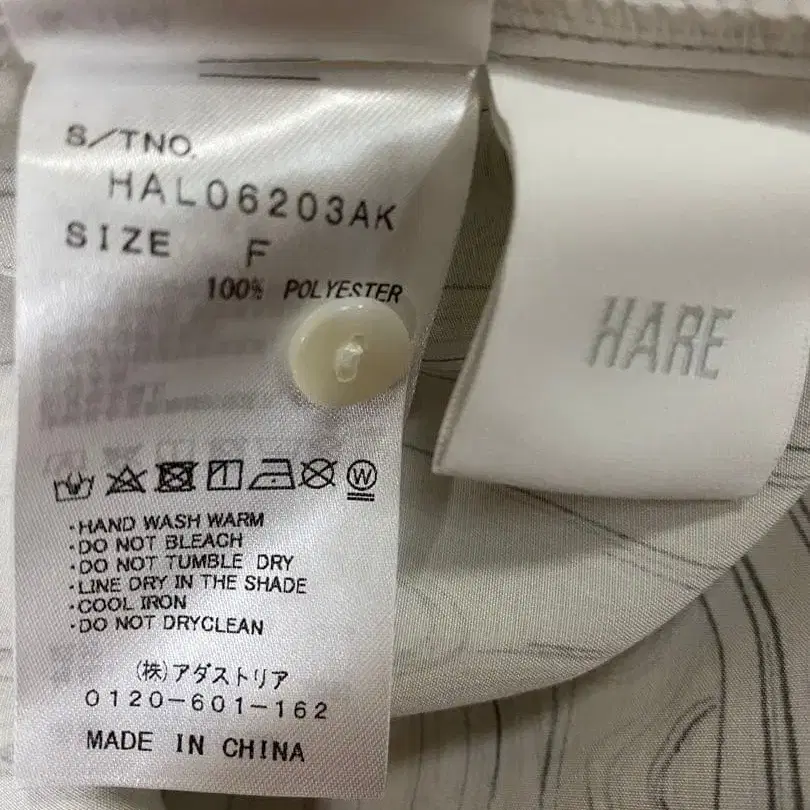 S/TNO.
HAL06203AK
SIZE F
100% POLYESTER
HARE
W
·HAND WASH WARM
·DO NOT BLEACH
·DO NOT TUMBLE DRY
·LINE DRY IN THE SHADE
·COOL IRON
·DO NOT DRYCLEAN
(株)アダストリア
0120-601-162
MADE IN CHINA